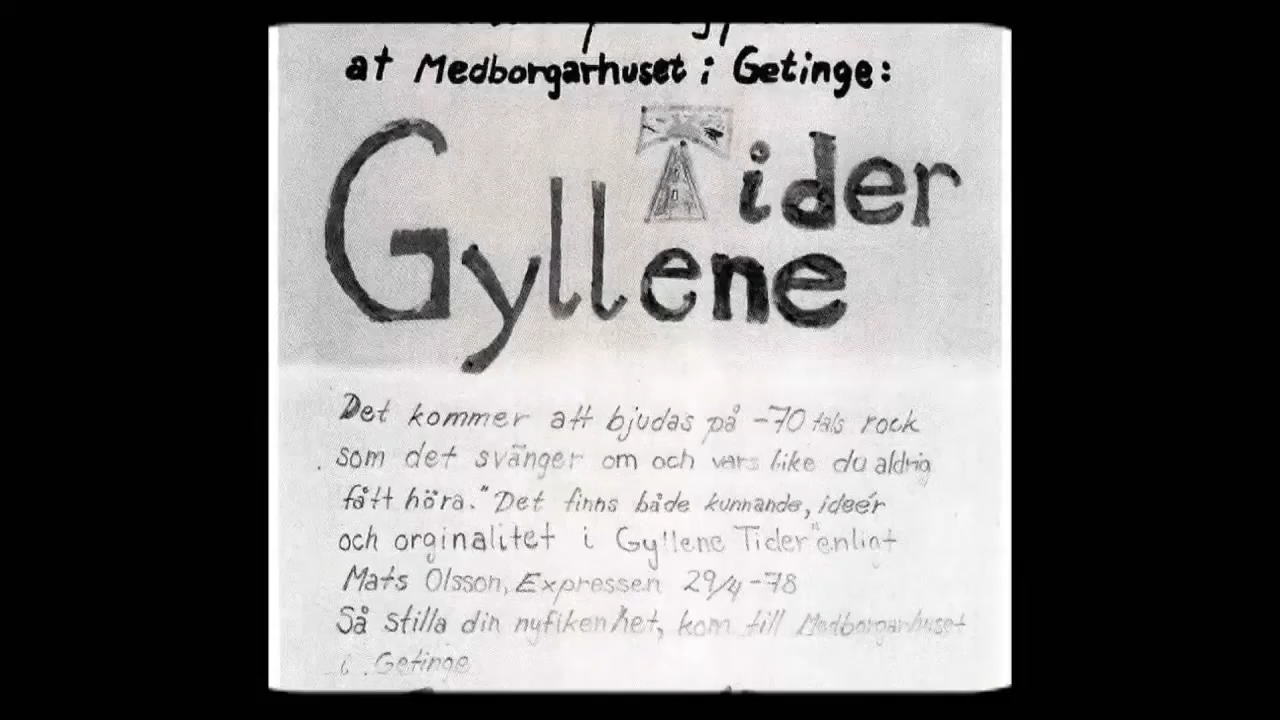 at Medborgarhuset i Getinge:
Gyllene Tider
Det kommer att bjudas på -70 tals rock
som det svänger om och vars like du aldrig
fått höra." Det finns både kunnande, ideér
och orginalitet i Gyllene Tider" enligt
Mats Olsson, Expressen 29/4-78
Så stilla din nyfikenhet, kom till Medborgarhuset
i Getinge